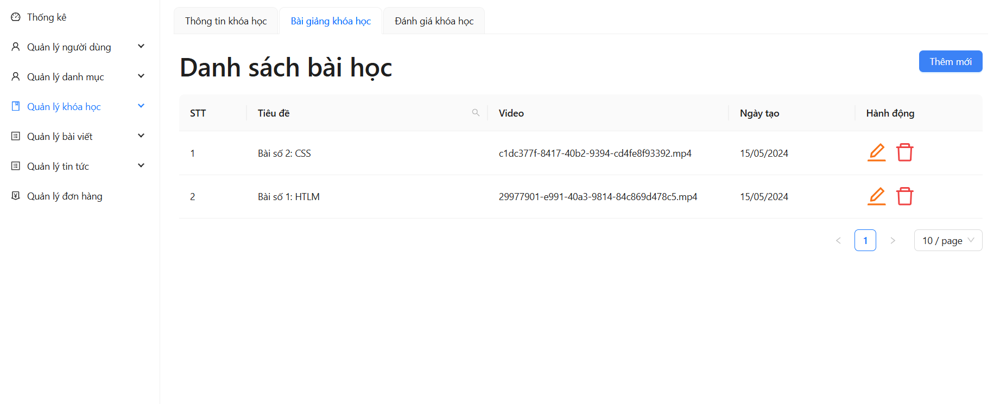 Thống kê
Quản lý người dùng
Quản lý danh mục
Quản lý khóa học
Quản lý bài viết
Quản lý tin tức
Quản lý đơn hàng
Thông tin khóa học Bài giảng khóa học Đánh giá khóa học
Danh sách bài học
Thêm mới
STT Tiêu đề Video Ngày tạo Hành động
1 Bài số 2: CSS c1dc377f-8417-40b2-9394-cd4fe8f93392.mp4 15/05/2024
2 Bài số 1: HTLM 29977901-e991-40a3-9814-84c869d478c5.mp4 15/05/2024
< 1 > 10 / page